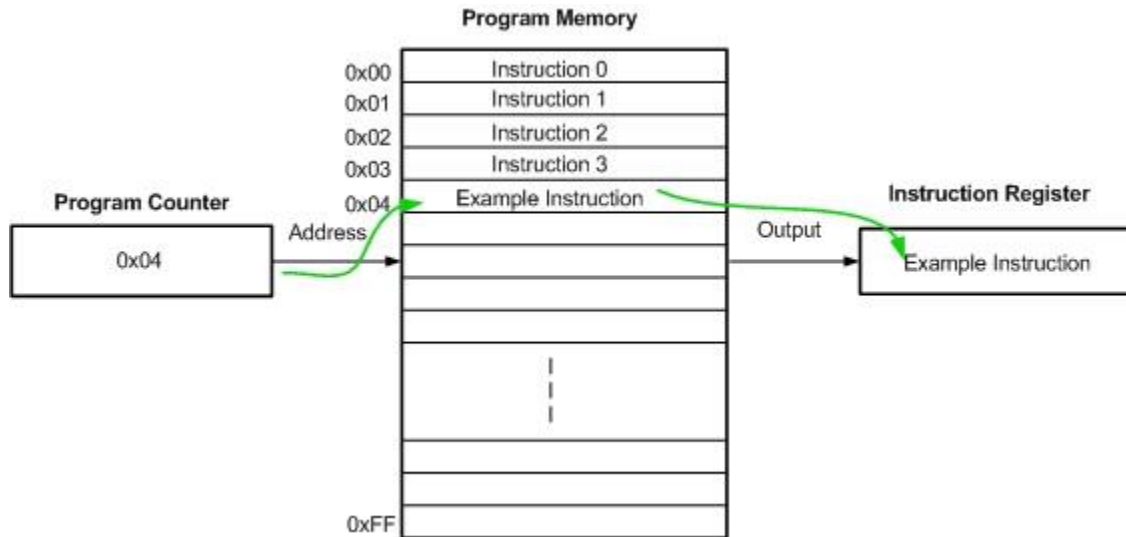 Program Memory
0x00 Instruction 0
0x01 Instruction 1
0x02 Instruction 2
0x03 Instruction 3
0x04 Example Instruction
Program Counter
0x04
Address
Output
Instruction Register
Example Instruction
0xFF